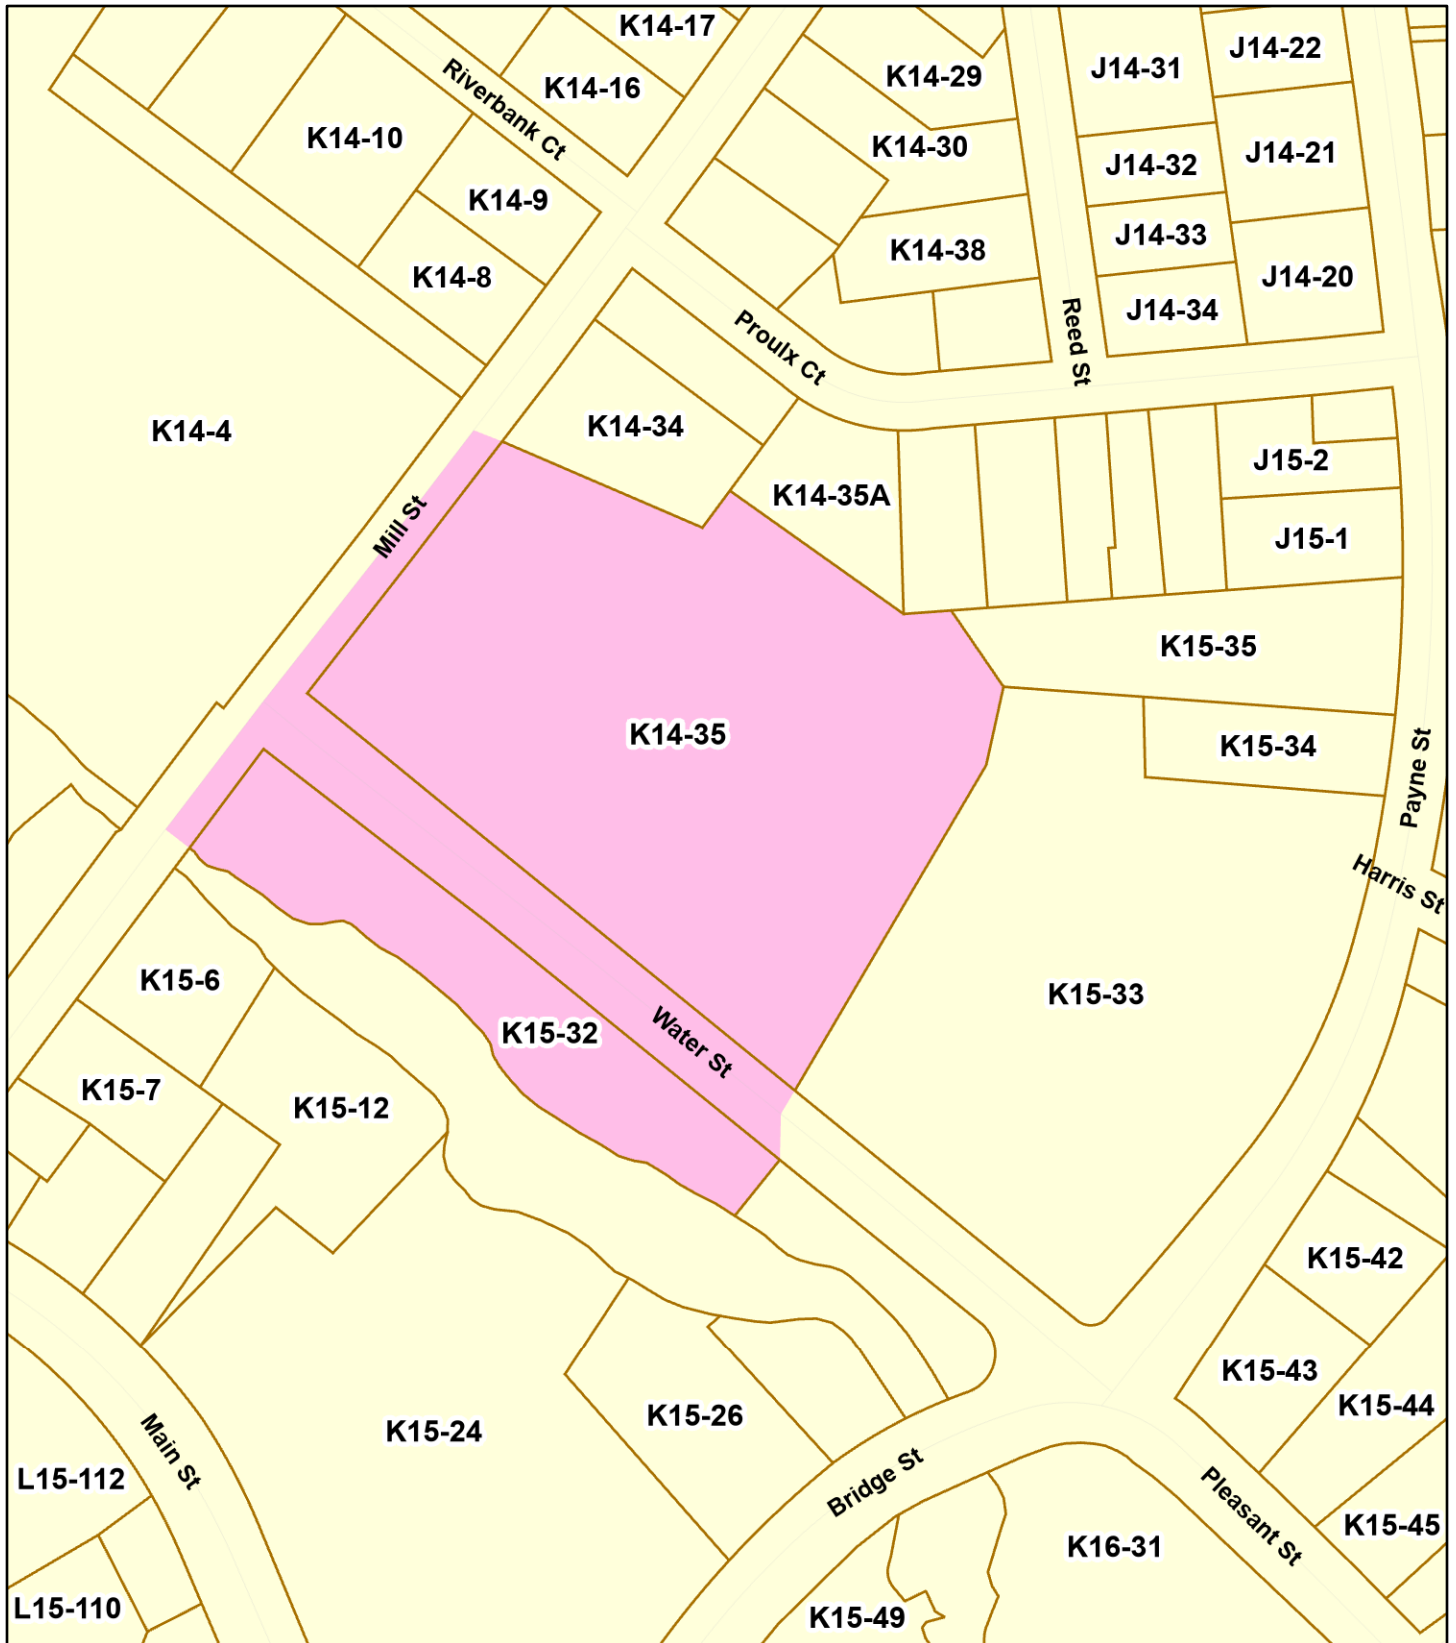 K14-17
K14-29
J14-22
Riverbank Ct
K14-16
J14-31
K14-10
K14-30
J14-21
J14-32
K14-9
K14-38
J14-33
K14-8
J14-20
Proulx Ct
Reed St
J14-34
K14-4
K14-34
K14-35A
J15-2
Mill St
J15-1
K15-35
K14-35
K15-34
Payne St
Harris St
K15-6
K15-33
K15-32
Water St
K15-7
K15-12
K15-42
K15-43
K15-24
K15-26
K15-44
Main St
L15-112
Bridge St
Pleasant St
K15-45
K16-31
L15-110
K15-49